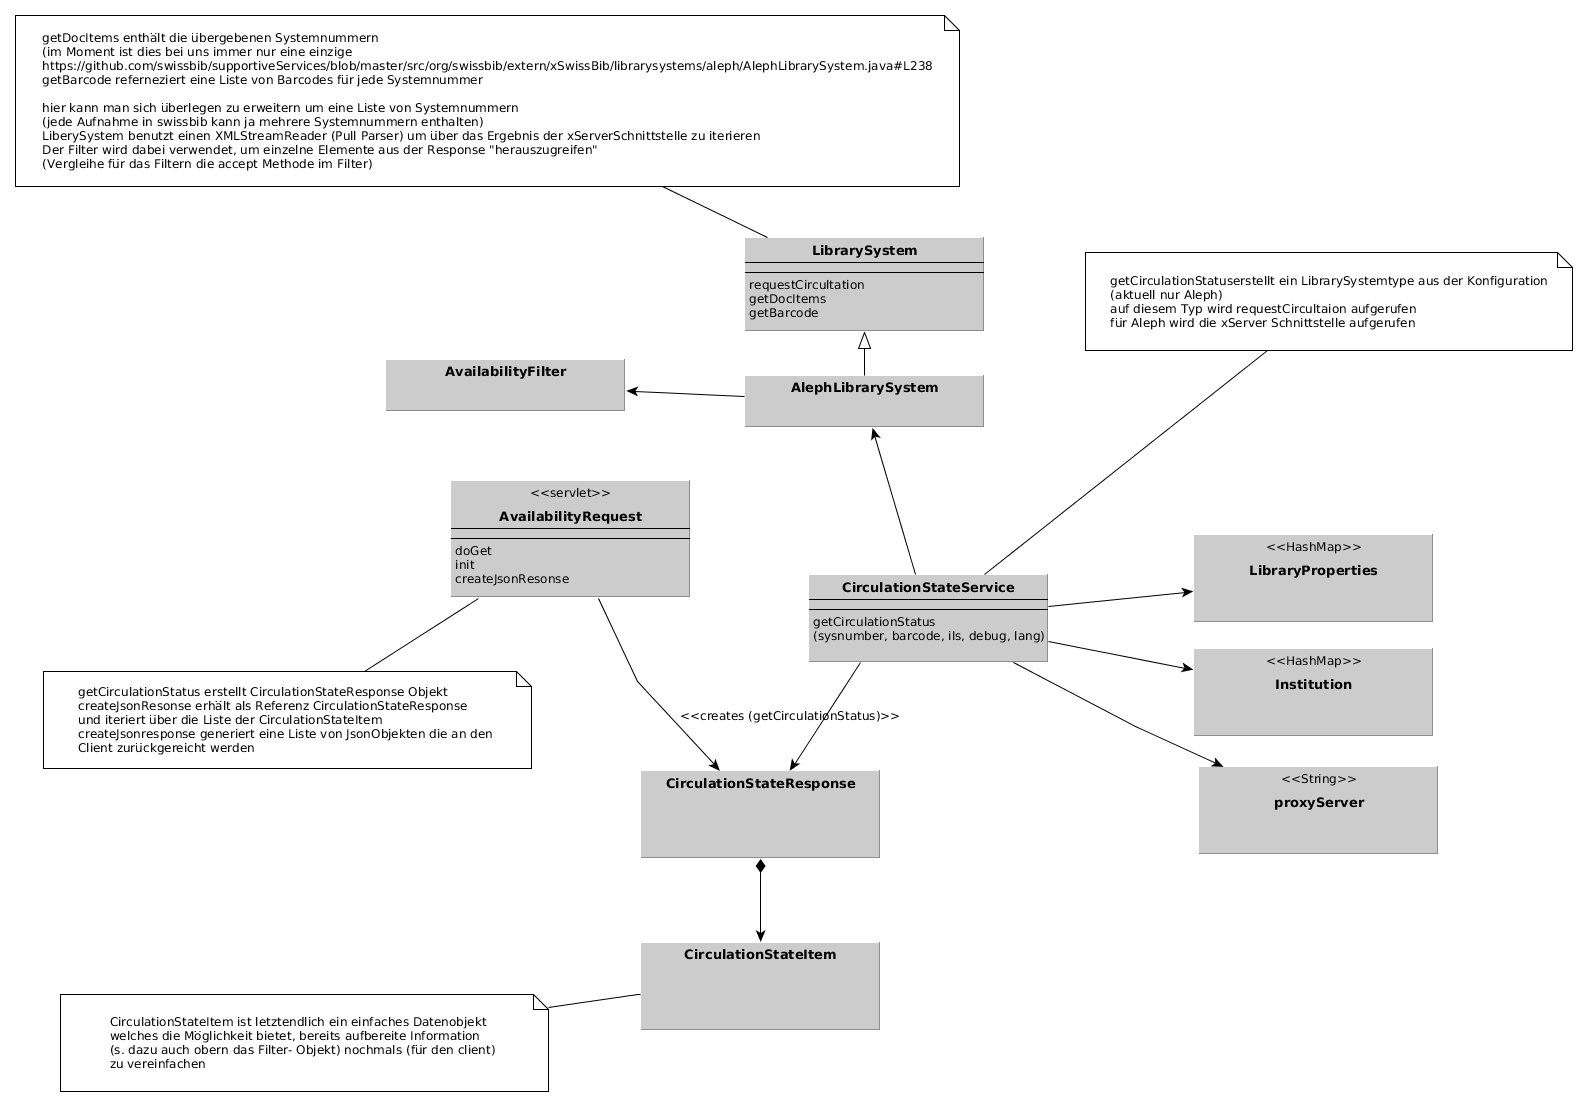 getDocItems enthält die übergebenen Systemnummern
(im Moment ist dies bei uns immer nur eine einzige
https://github.com/swissbib/supportiveServices/blob/master/src/org/swissbib/extern/xSwissBib/librarysystems/aleph/AlephLibrarySystem.java#L238
getBarcode referneziert eine Liste von Barcodes für jede Systemnummer
hier kann man sich überlegen zu erweitern um eine Liste von Systemnummern
(jede Aufnahme in swissbib kann ja mehrere Systemnummern enthalten)
LiberySystem benutzt einen XMLStreamReader (Pull Parser) um über das Ergebnis der xServerSchnittstelle zu iterieren
Der Filter wird dabei verwendet, um einzelne Elemente aus der Response "herauszugreifen"
(Vergleihe für das Filtern die accept Methode im Filter)
LibrarySystem
requestCircultation
getDocItems
getBarcode
getCirculationStatuserstellt ein LibrarySystemtype aus der Konfiguration
(aktuell nur Aleph)
auf diesem Typ wird requestCircultaion aufgerufen
für Aleph wird die xServer Schnittstelle aufgerufen
AvailabilityFilter
AlephLibrarySystem
<<servlet>>
AvailabilityRequest
doGet
init
createJsonResonse
CirculationStateService
getCirculationStatus
(sysnumber, barcode, ils, debug, lang)
<<HashMap>>
LibraryProperties
<<HashMap>>
Institution
<<String>>
proxyServer
getCirculationStatus erstellt CirculationStateResponse Objekt
createJsonResonse erhält als Referenz CirculationStateResponse
und iteriert über die Liste der CirculationStateItem
createJsonresponse generiert eine Liste von JsonObjekten die an den
Client zurückgereicht werden
<<creates (getCirculationStatus)>>
CirculationStateResponse
CirculationStateItem
CirculationStateItem ist letztendlich ein einfaches Datenobjekt
welches die Möglichkeit bietet, bereits aufbereite Information
(s. dazu auch obern das Filter- Objekt) nochmals (für den client)
zu vereinfachen